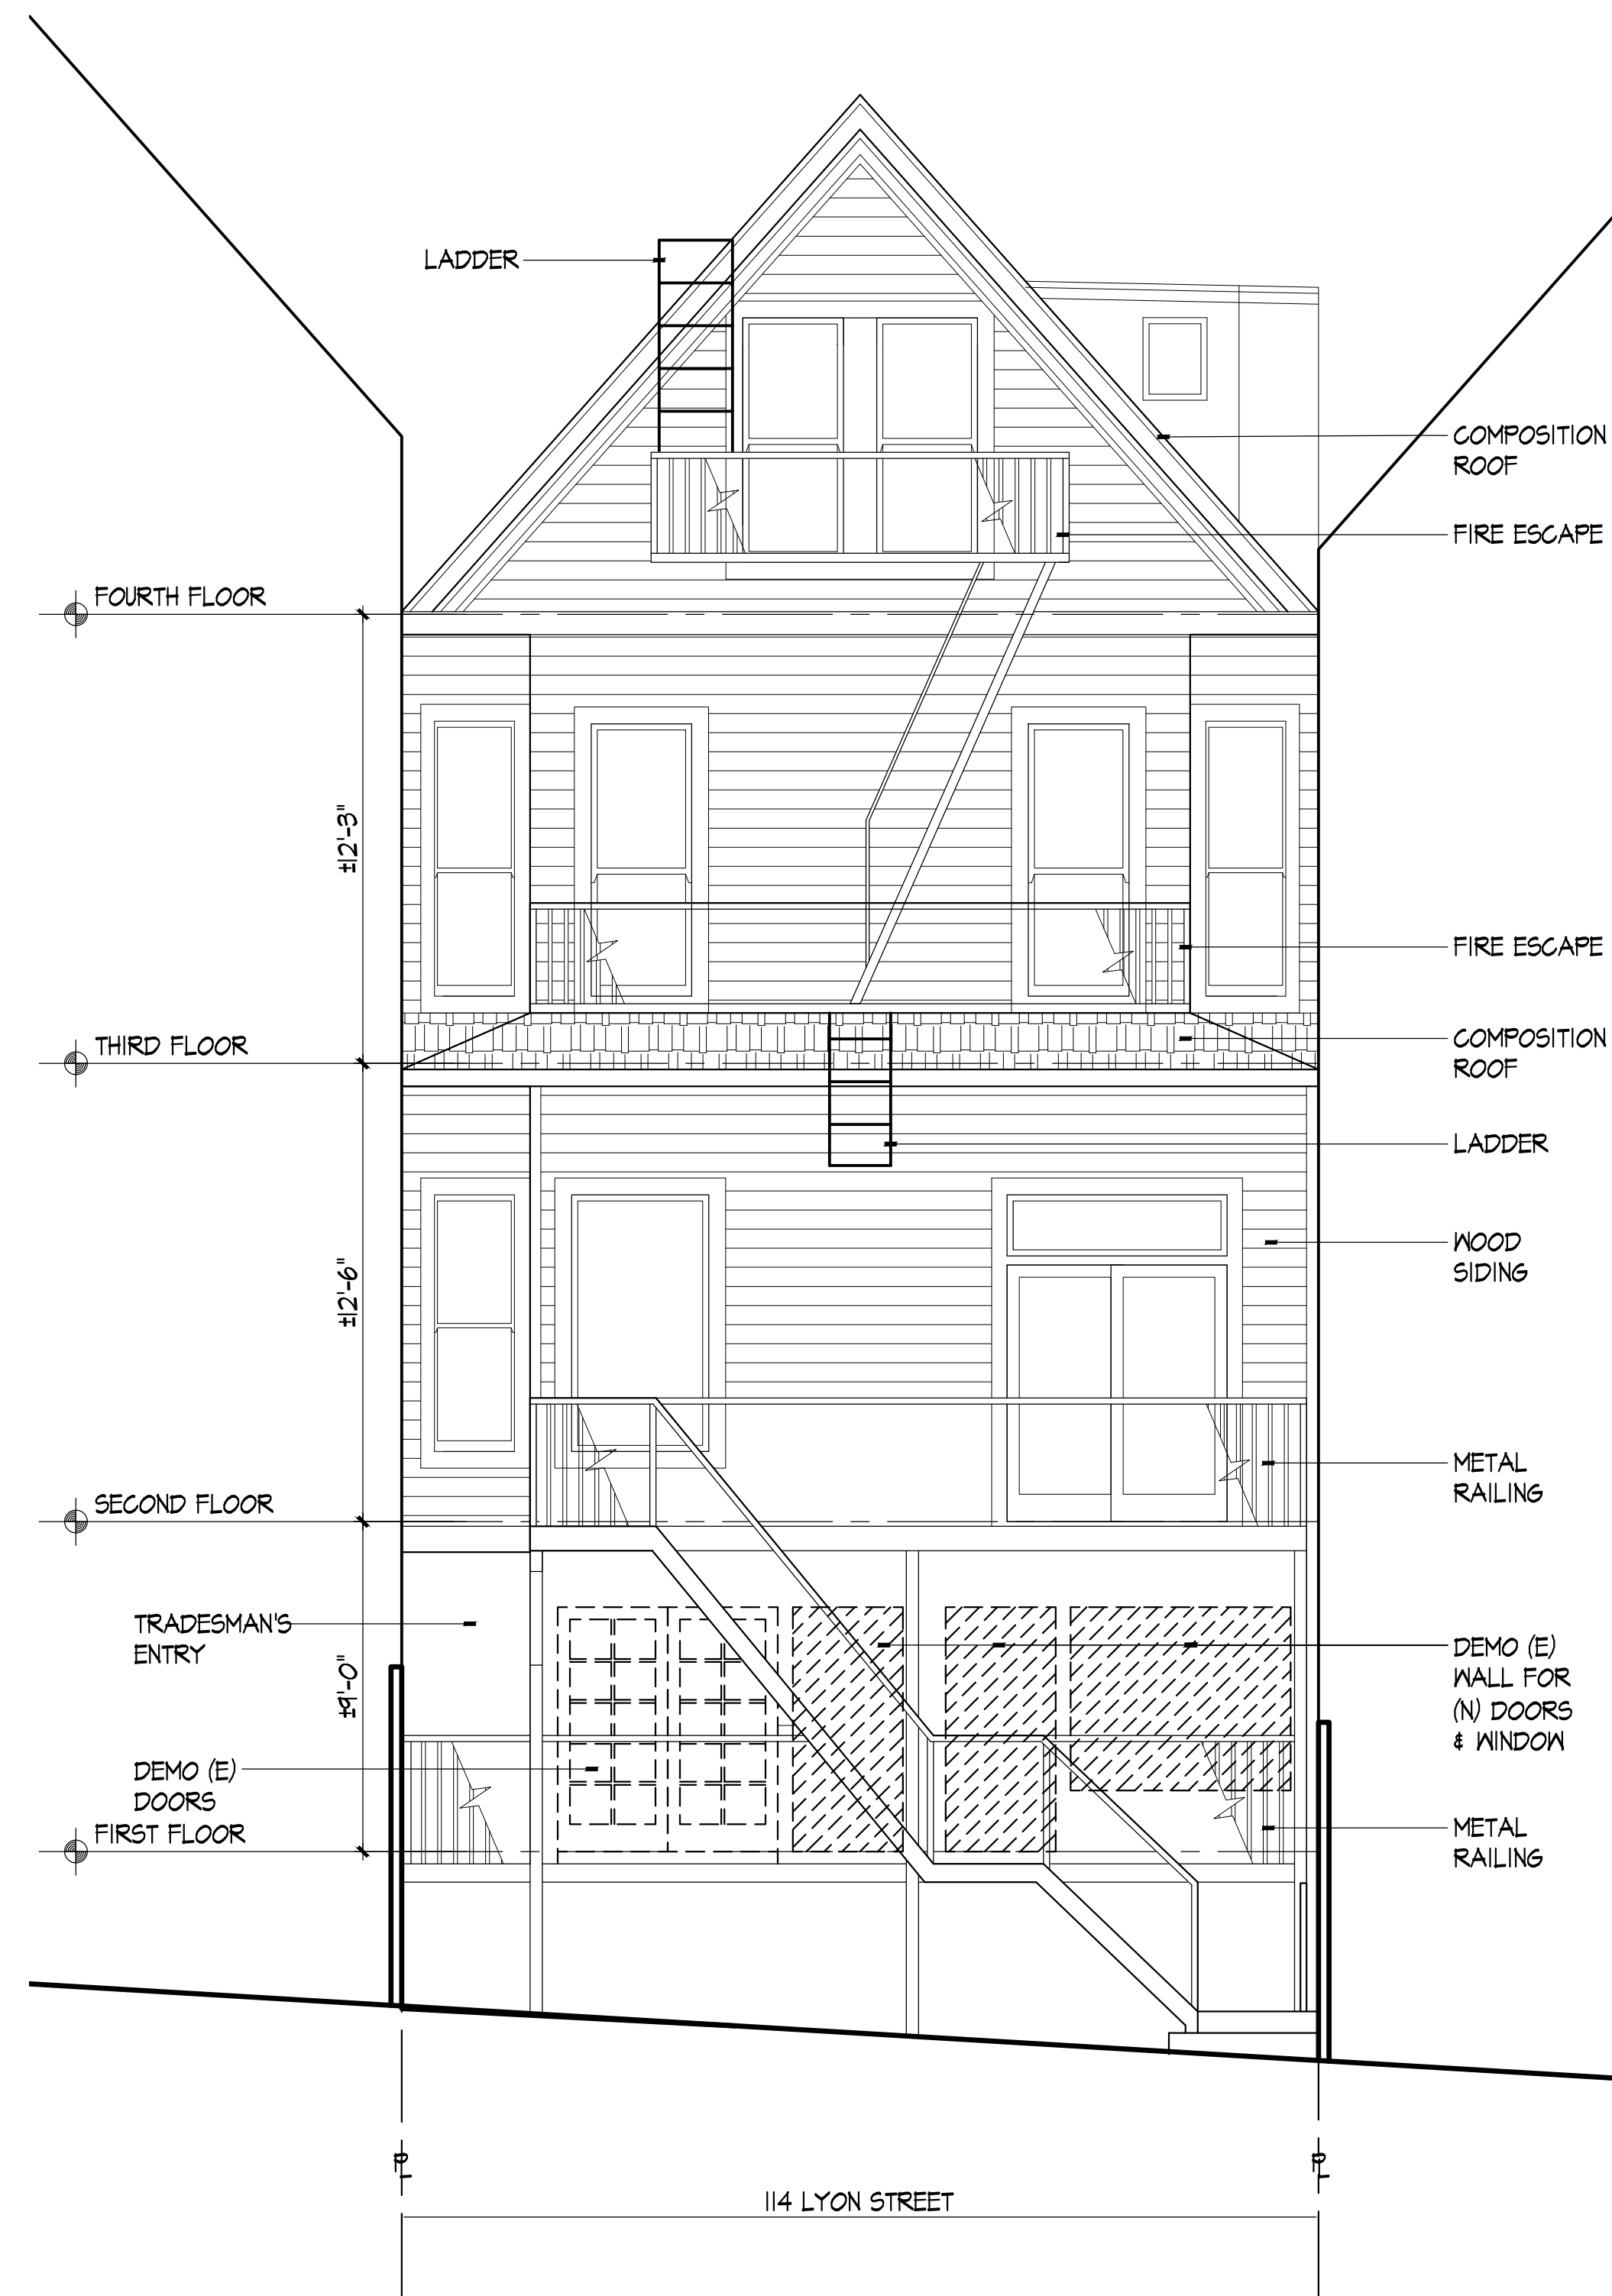 LADDER
COMPOSITION
ROOF
FIRE ESCAPE
FOURTH FLOOR
±12'-3"
FIRE ESCAPE
THIRD FLOOR
COMPOSITION
ROOF
LADDER
WOOD
SIDING
±12'-6"
METAL
RAILING
SECOND FLOOR
TRADESMAN'S
ENTRY
DEMO (E)
WALL FOR
(N) DOORS
& WINDOW
±9'-0"
DEMO (E)
DOORS
FIRST FLOOR
METAL
RAILING
PL
PL
114 LYON STREET